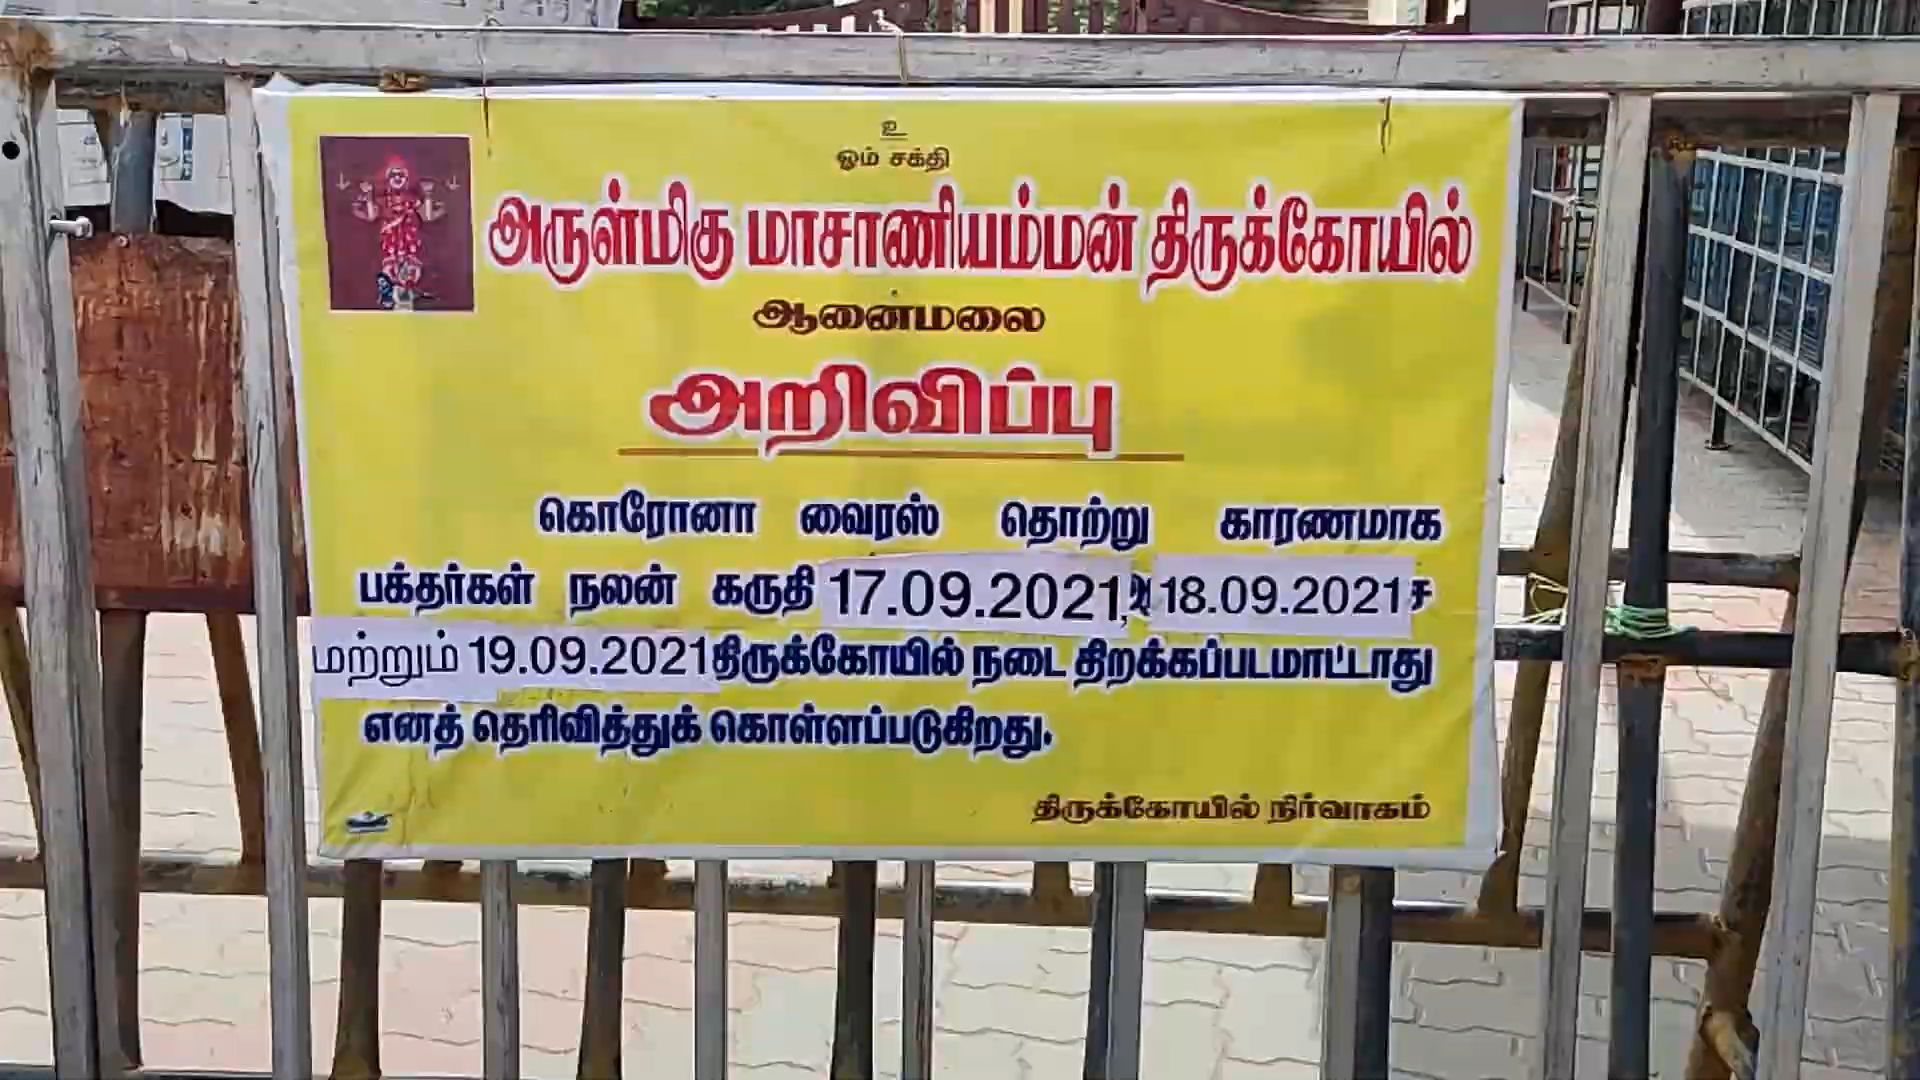 உ
ஓம் சக்தி
அருள்மிகு மாசாணியம்மன் திருக்கோயில்
ஆனைமலை
அறிவிப்பு
கொரோனா வைரஸ் தொற்று காரணமாக
பக்தர்கள் நலன் கருதி 17.09.2021, 18.09.2021
மற்றும் 19.09.2021 திருக்கோயில் நடை திறக்கப்படமாட்டாது
எனத் தெரிவித்துக் கொள்ளப்படுகிறது.
திருக்கோயில் நிர்வாகம்